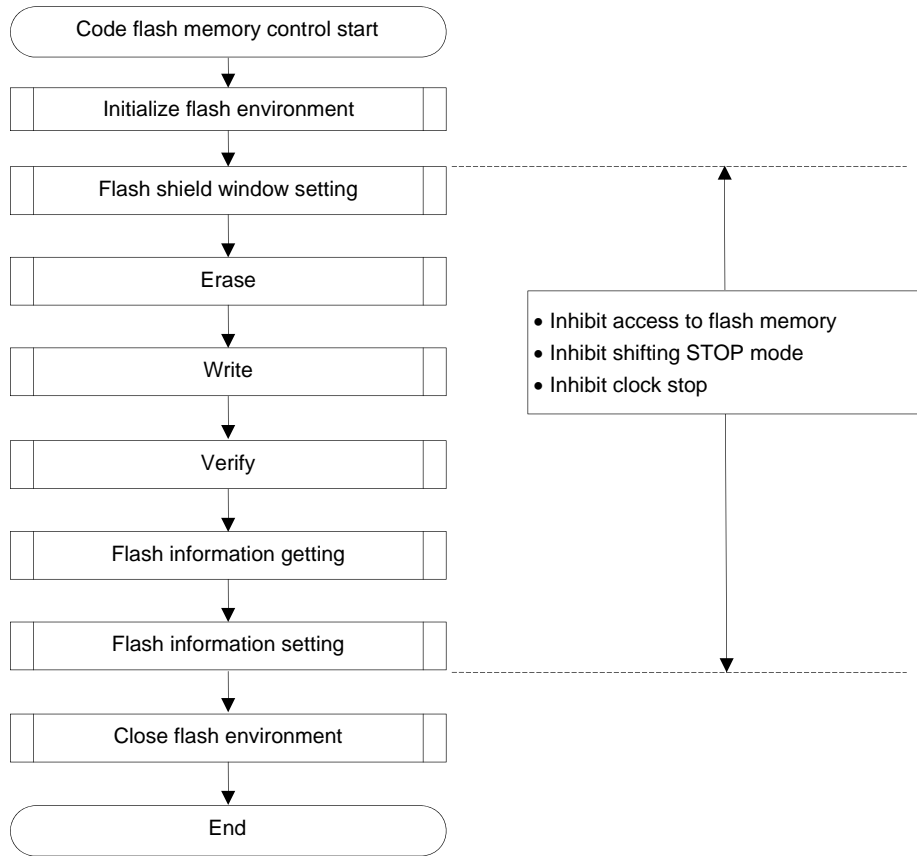 Code flash memory control start
Initialize flash environment
Flash shield window setting
Erase
Write
Verify
Flash information getting
Flash information setting
Close flash environment
End
• Inhibit access to flash memory
• Inhibit shifting STOP mode
• Inhibit clock stop